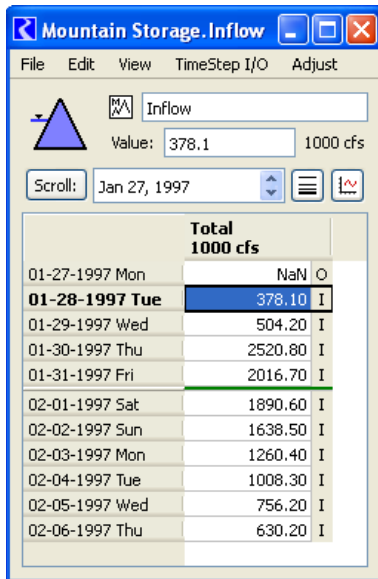 Mountain Storage.Inflow
File Edit View TimeStep I/O Adjust
Inflow
Value: 378.1 1000 cfs
Scroll: Jan 27, 1997
Total
1000 cfs
01-27-1997 Mon NaN O
01-28-1997 Tue 378.10 I
01-29-1997 Wed 504.20 I
01-30-1997 Thu 2520.80 I
01-31-1997 Fri 2016.70 I
02-01-1997 Sat 1890.60 I
02-02-1997 Sun 1638.50 I
02-03-1997 Mon 1260.40 I
02-04-1997 Tue 1008.30 I
02-05-1997 Wed 756.20 I
02-06-1997 Thu 630.20 I